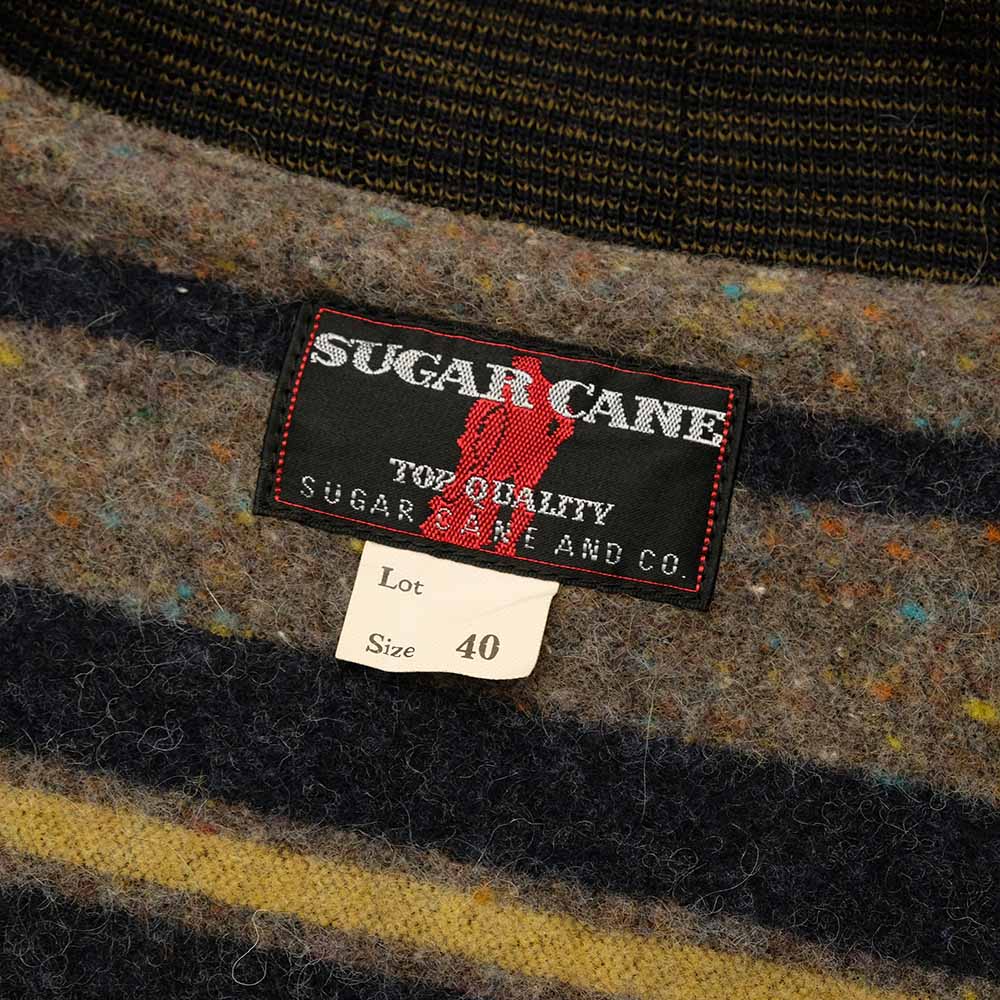 SUGAR CANE
TOP QUALITY
SUGAR CANE AND CO.
Lot
Size 40